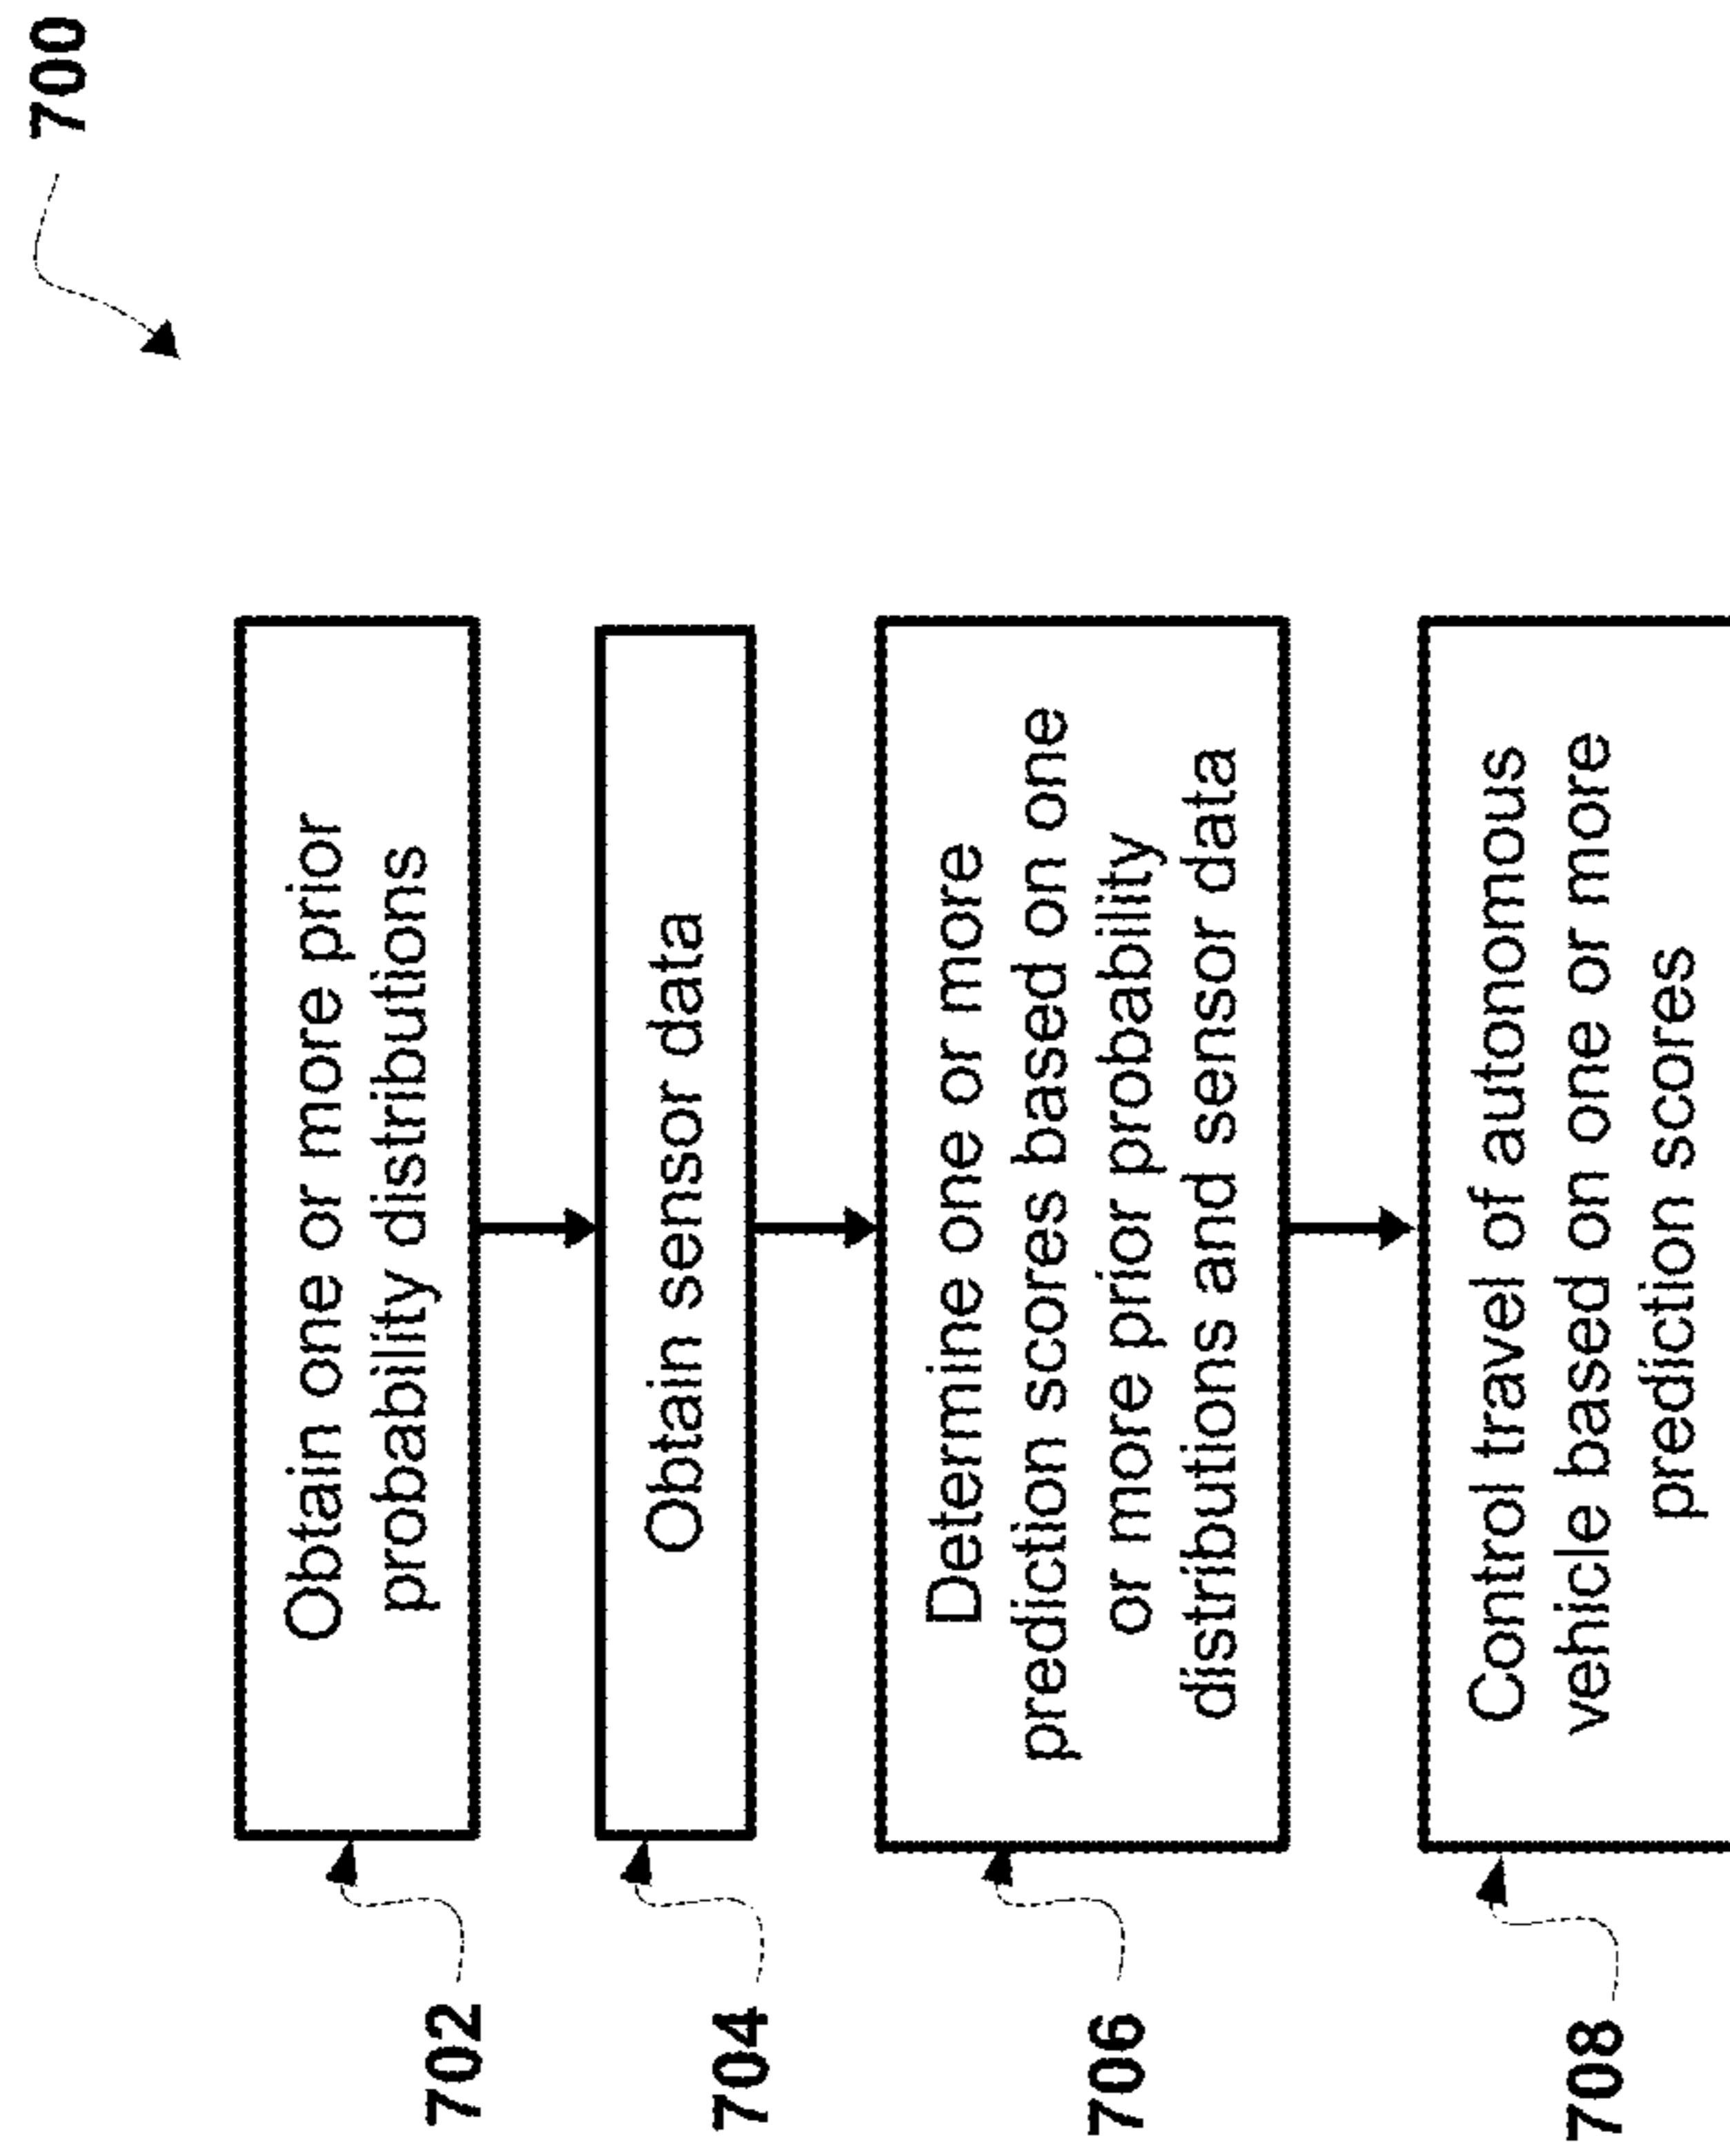 700
702
Obtain one or more prior
probability distributions
704
Obtain sensor data
706
Determine one or more
prediction scores based on one
or more prior probability
distributions and sensor data
708
Control travel of autonomous
vehicle based on one or more
prediction scores